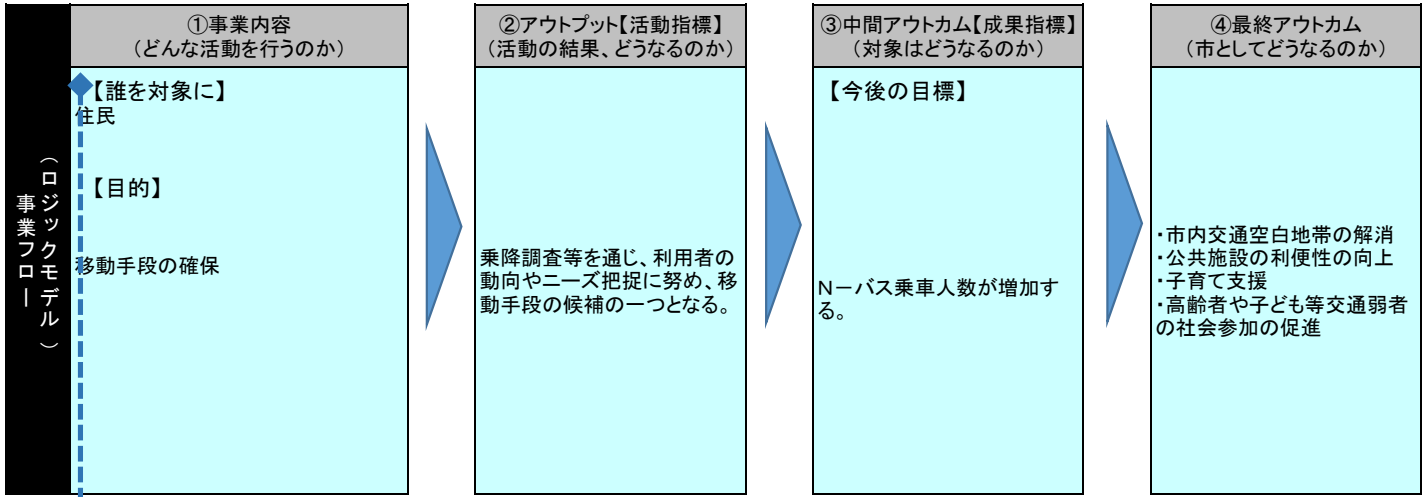 事業フロー
（ロジックモデル）
①事業内容
（どんな活動を行うのか）
【誰を対象に】
住民
【目的】
移動手段の確保
②アウトプット【活動指標】
（活動の結果、どうなるのか）
乗降調査等を通じ、利用者の
動向やニーズ把捉に努め、移
動手段の候補の一つとなる。
③中間アウトカム【成果指標】
（対象はどうなるのか）
【今後の目標】
Ｎ－バス乗車人数が増加す
る。
④最終アウトカム
（市としてどうなるのか）
・市内交通空白地帯の解消
・公共施設の利便性の向上
・子育て支援
・高齢者や子ども等交通弱者
の社会参加の促進